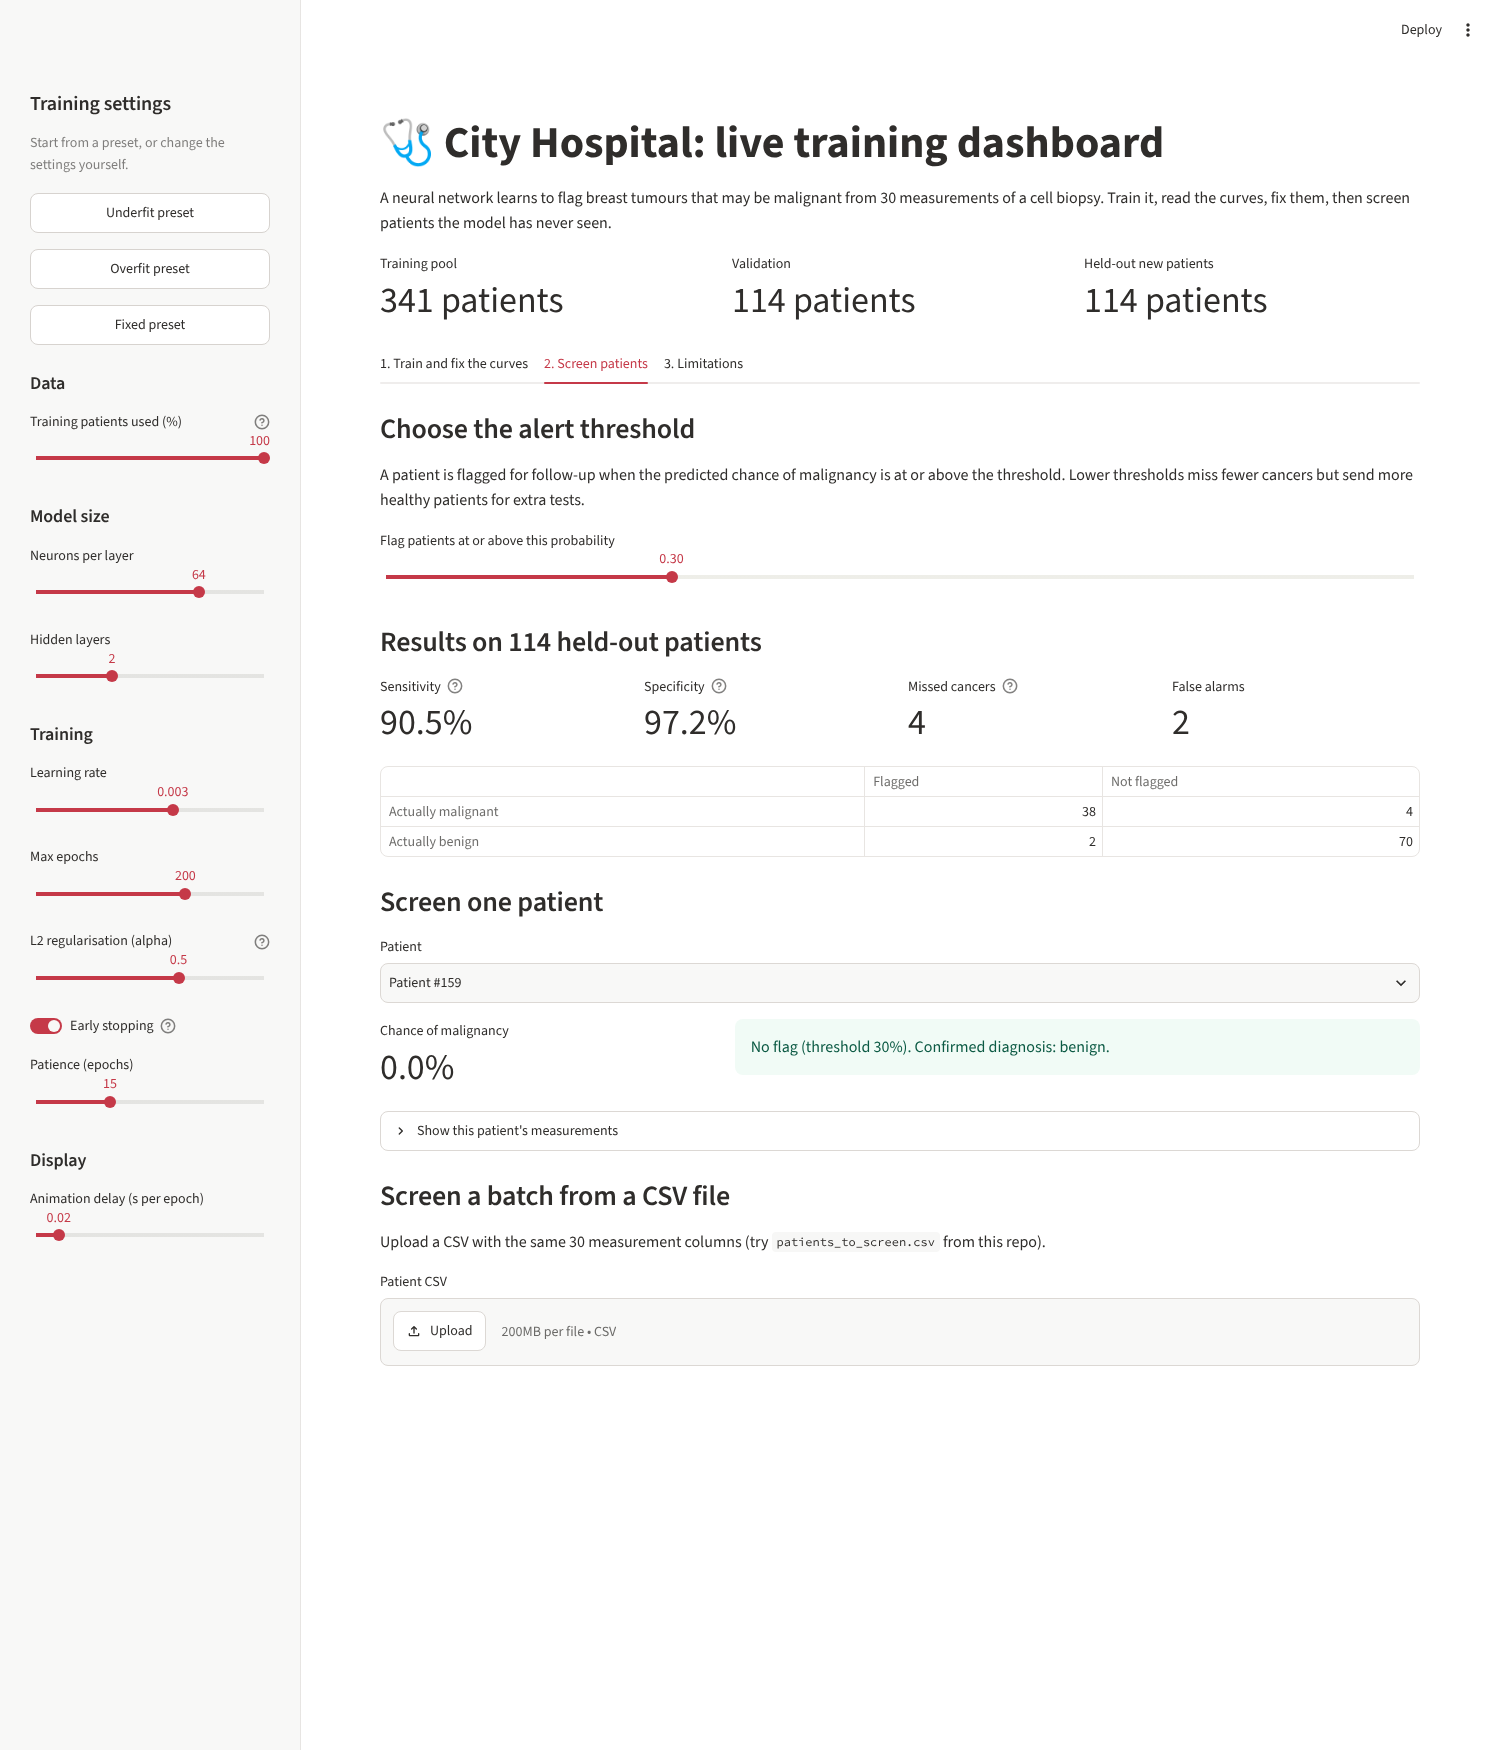 Deploy
Training settings
Start from a preset, or change the
settings yourself.
Underfit preset
Overfit preset
Fixed preset
Data
Training patients used (%)
100
Model size
Neurons per layer
64
Hidden layers
2
Training
Learning rate
0.003
Max epochs
200
L2 regularisation (alpha)
0.5
Early stopping
Patience (epochs)
15
Display
Animation delay (s per epoch)
0.02
City Hospital: live training dashboard
A neural network learns to flag breast tumours that may be malignant from 30 measurements of a cell biopsy. Train it, read the curves, fix them, then screen
patients the model has never seen.
Training pool Validation Held-out new patients
341 patients 114 patients 114 patients
1. Train and fix the curves 2. Screen patients 3. Limitations
Choose the alert threshold
A patient is flagged for follow-up when the predicted chance of malignancy is at or above the threshold. Lower thresholds miss fewer cancers but send more
healthy patients for extra tests.
Flag patients at or above this probability
0.30
Results on 114 held-out patients
Sensitivity Specificity Missed cancers False alarms
90.5% 97.2% 4 2
Flagged Not flagged
Actually malignant 38 4
Actually benign 2 70
Screen one patient
Patient
Patient #159
Chance of malignancy
0.0%
No flag (threshold 30%). Confirmed diagnosis: benign.
Show this patient's measurements
Screen a batch from a CSV file
Upload a CSV with the same 30 measurement columns (try patients_to_screen.csv from this repo).
Patient CSV
Upload 200MB per file • CSV